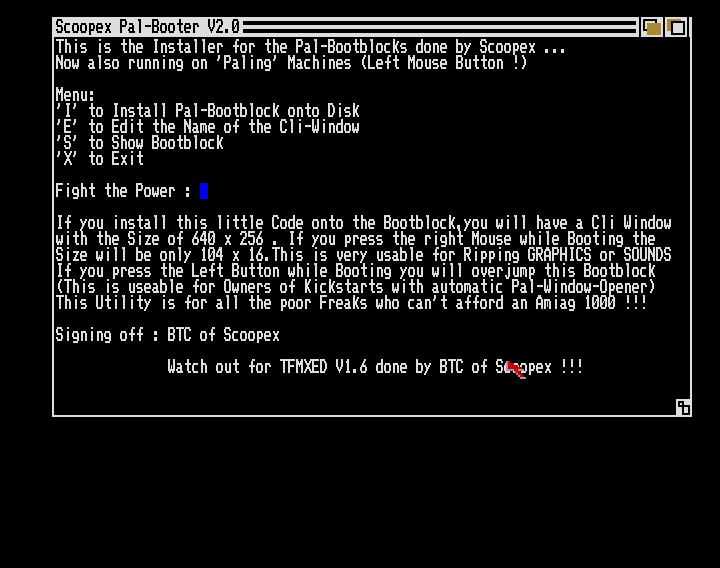 Scoopex Pal-Booter V2.0
This is the Installer for the Pal-Bootblocks done by Scoopex ...
Now also running on 'Paling' Machines (Left Mouse Button !)
Menu:
'I' to Install Pal-Bootblock onto Disk
'E' to Edit the Name of the Cli-Window
'S' to Show Bootblock
'X' to Exit
Fight the Power :
If you install this little Code onto the Bootblock,you will have a Cli Window
with the Size of 640 x 256 . If you press the right Mouse while Booting the
Size will be only 104 x 16.This is very usable for Ripping GRAPHICS or SOUNDS
If you press the Left Button while Booting you will overjump this Bootblock
(This is useable for Owners of Kickstarts with automatic Pal-Window-Opener)
This Utility is for all the poor Freaks who can't afford an Amiag 1000 !!!
Signing off : BTC of Scoopex
Watch out for TFMXED V1.6 done by BTC of Scoopex !!!